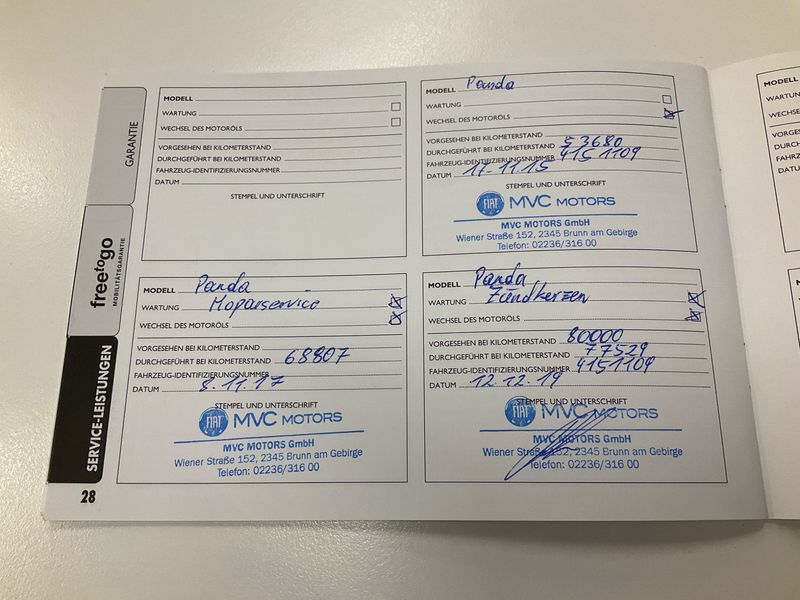 GARANTIE
freetogo
MOBILITÄTSGARANTIE
SERVICE-LEISTUNGEN
28
MODELL
WARTUNG
WECHSEL DES MOTORÖLS
VORGESEHEN BEI KILOMETERSTAND
DURCHGEFÜHRT BEI KILOMETERSTAND
FAHRZEUG-IDENTIFIZIERUNGSNUMMER
DATUM
STEMPEL UND UNTERSCHRIFT
MODELL Panda
WARTUNG
WECHSEL DES MOTORÖLS
VORGESEHEN BEI KILOMETERSTAND
DURCHGEFÜHRT BEI KILOMETERSTAND 53680
FAHRZEUG-IDENTIFIZIERUNGSNUMMER 4151109
DATUM 17.11.15
STEMPEL UND UNTERSCHRIFT
FIAT MVC MOTORS
MVC MOTORS GmbH
Wiener Straße 152, 2345 Brunn am Gebirge
Telefon: 02236/316 00
MODELL Panda
WARTUNG Moparservice
WECHSEL DES MOTORÖLS
VORGESEHEN BEI KILOMETERSTAND
DURCHGEFÜHRT BEI KILOMETERSTAND 68807
FAHRZEUG-IDENTIFIZIERUNGSNUMMER
DATUM 8.11.17
STEMPEL UND UNTERSCHRIFT
FIAT MVC MOTORS
MVC MOTORS GmbH
Wiener Straße 152, 2345 Brunn am Gebirge
Telefon: 02236/316 00
MODELL Panda
WARTUNG Zündkerzen
WECHSEL DES MOTORÖLS
VORGESEHEN BEI KILOMETERSTAND 80000
DURCHGEFÜHRT BEI KILOMETERSTAND 77529
FAHRZEUG-IDENTIFIZIERUNGSNUMMER 4151109
DATUM 12.12.19
STEMPEL UND UNTERSCHRIFT
FIAT MVC MOTORS
MVC MOTORS GmbH
Wiener Straße 152, 2345 Brunn am Gebirge
Telefon: 02236/316 00